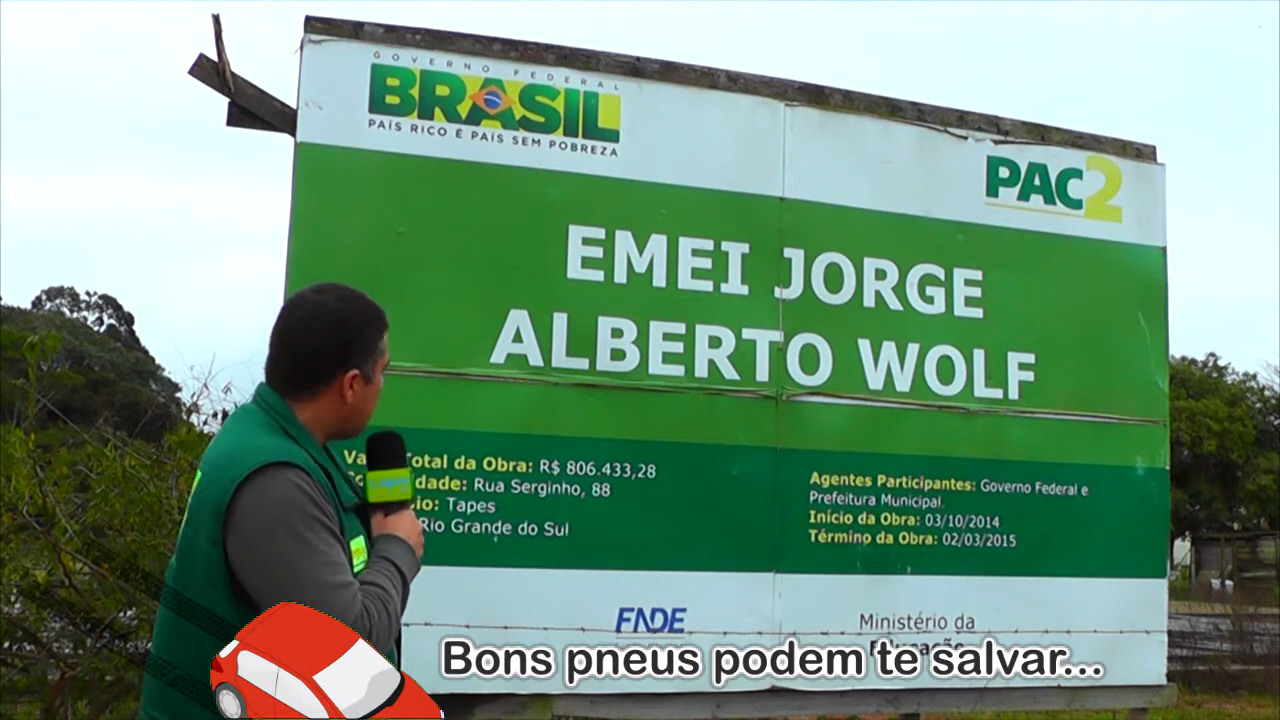 GOVERNO FEDERAL
BRASIL
PAÍS RICO É PAÍS SEM POBREZA
PAC2
EMEI JORGE
ALBERTO WOLF
Total da Obra: R$ 806.433,28
Rua Serginho, 88
Tapes
Rio Grande do Sul
Agentes Participantes: Governo Federal e
Prefeitura Municipal.
Início da Obra: 03/10/2014
Término da Obra: 02/03/2015
FNDE
Ministério da
Bons pneus podem te salvar...